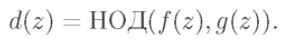 d(z) = НОД(f(z), g(z)).